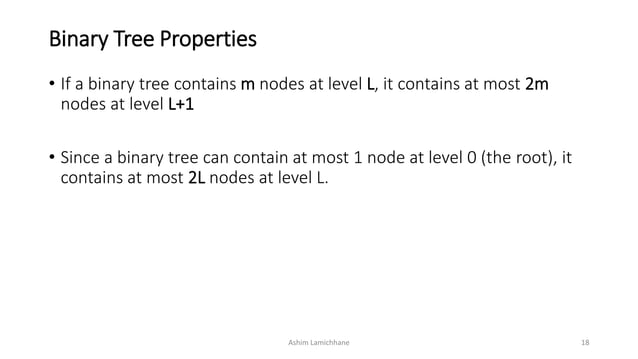 Binary Tree Properties
• If a binary tree contains m nodes at level L, it contains at most 2m
nodes at level L+1
• Since a binary tree can contain at most 1 node at level 0 (the root), it
contains at most 2L nodes at level L.
Ashim Lamichhane
18